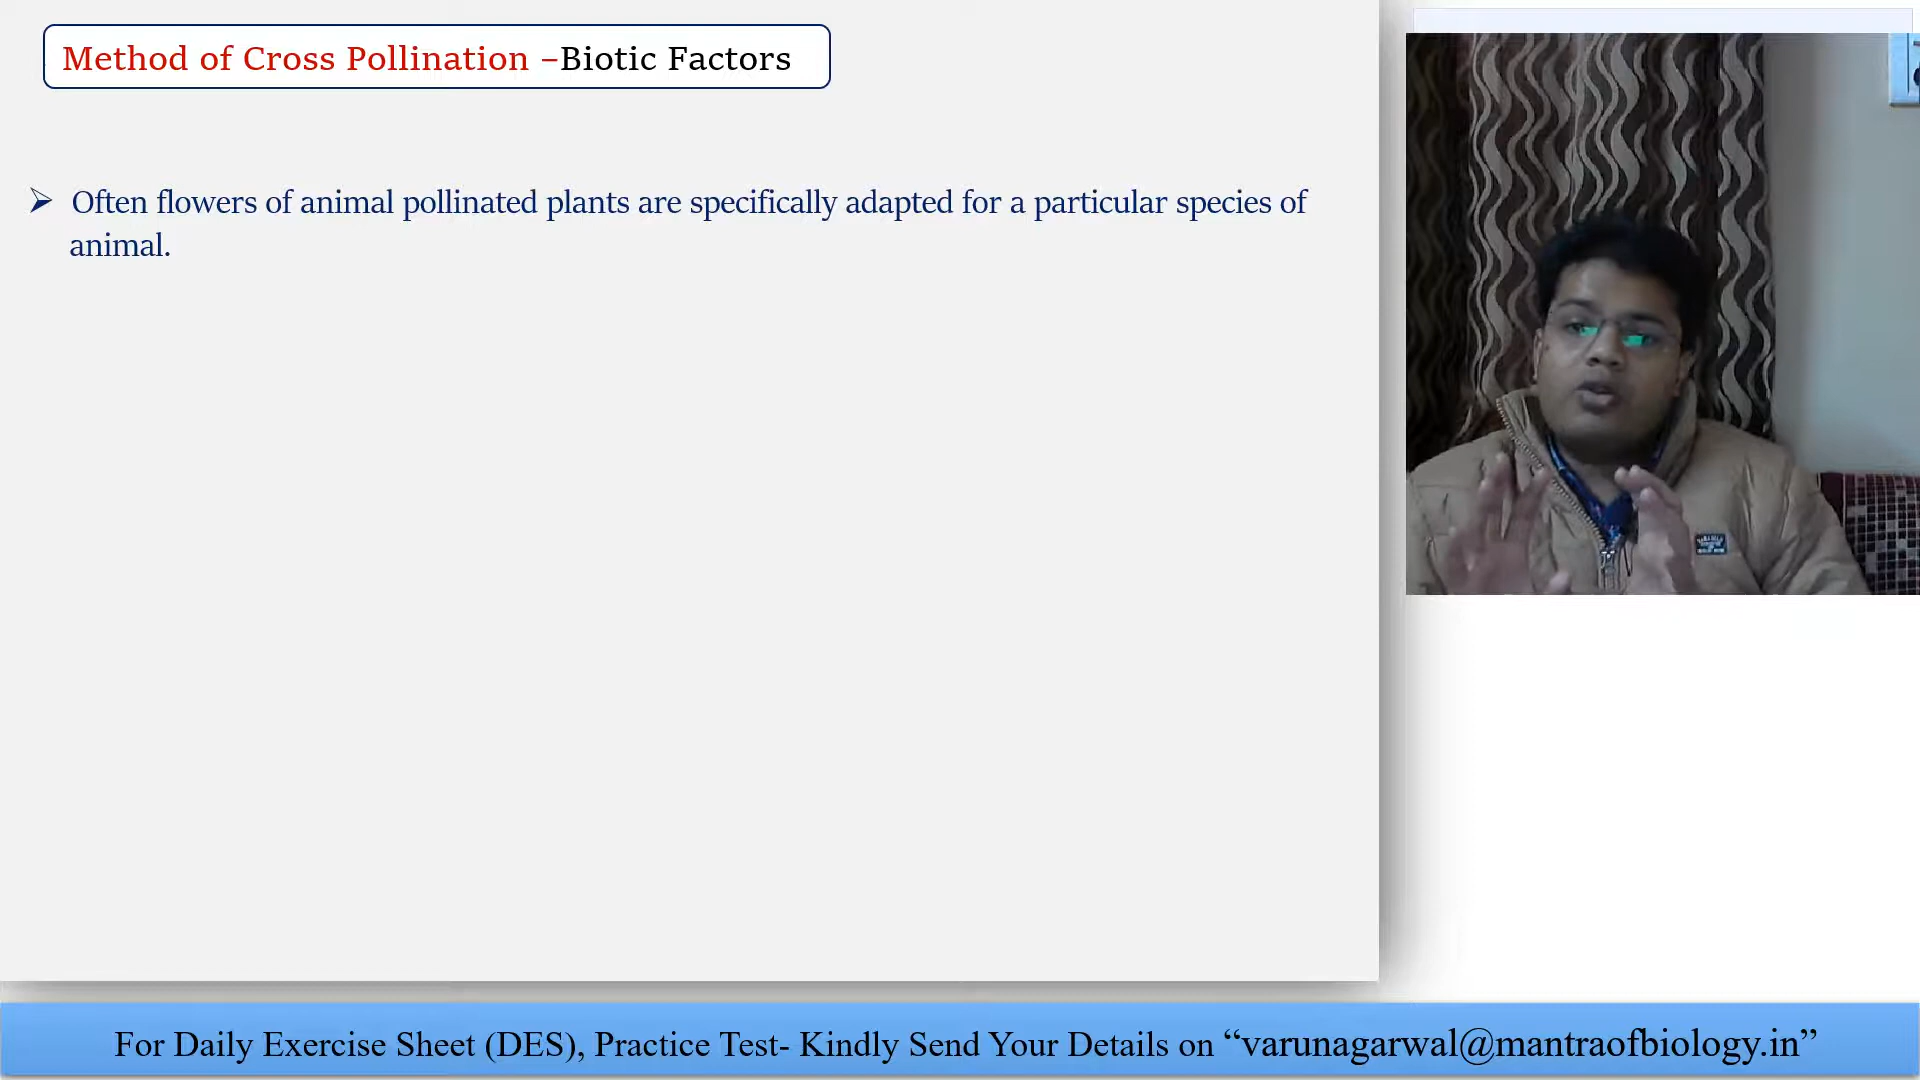 Method of Cross Pollination –Biotic Factors
➢ Often flowers of animal pollinated plants are specifically adapted for a particular species of
animal.
For Daily Exercise Sheet (DES), Practice Test- Kindly Send Your Details on “varunagarwal@mantraofbiology.in”